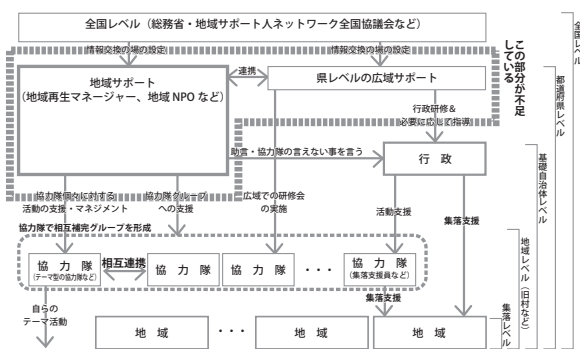 全国レベル（総務省・地域サポート人ネットワーク全国協議会など）
情報交換の場の設定
情報交換の場の設定
この部分が不足
している
地域サポート
（地域再生マネージャー、地域 NPO など）
連携
県レベルの広域サポート
行政研修＆
必要に応じて指導
助言・協力隊の言えない事を言う
行 政
協力隊個々に対する
活動の支援・マネジメント
協力隊グループ
への支援
広域での研修会
の実施
活動支援
集落支援
協力隊で相互補完グループを形成
協 力 隊
（テーマ型の協力隊など）
相互連携
協 力 隊
協 力 隊
・・・
協 力 隊
（集落支援員など）
自らの
テーマ活動
集落支援
地 域
・・・
地 域
地 域
全国レベル
都道府県レベル
基礎自治体レベル
地域レベル（旧村など）
集落レベル